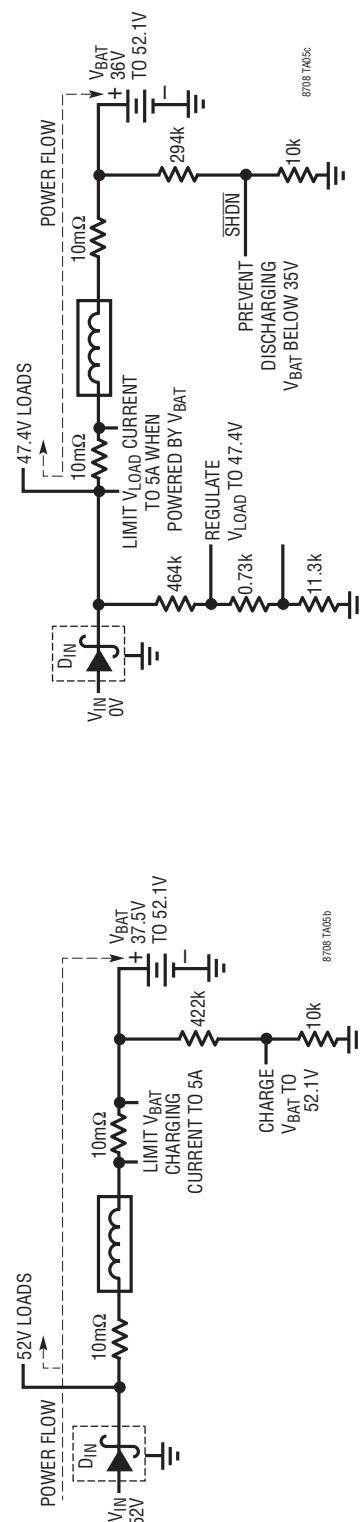 POWER FLOW
52V LOADS
VIN
52V
DIN
10mΩ
10mΩ
LIMIT VBAT
CHARGING
CURRENT TO 5A
VBAT
37.5V
TO 52.1V
+
–
422k
CHARGE
VBAT TO
52.1V
10k
8708 TA05b
47.4V LOADS
POWER FLOW
VIN
0V
DIN
10mΩ
10mΩ
LIMIT VLOAD CURRENT
TO 5A WHEN
POWERED BY VBAT
VBAT
36V
TO 52.1V
+
–
464k
REGULATE
VLOAD TO 47.4V
0.73k
11.3k
294k
SHDN
PREVENT
DISCHARGING
VBAT BELOW 35V
10k
8708 TA05c